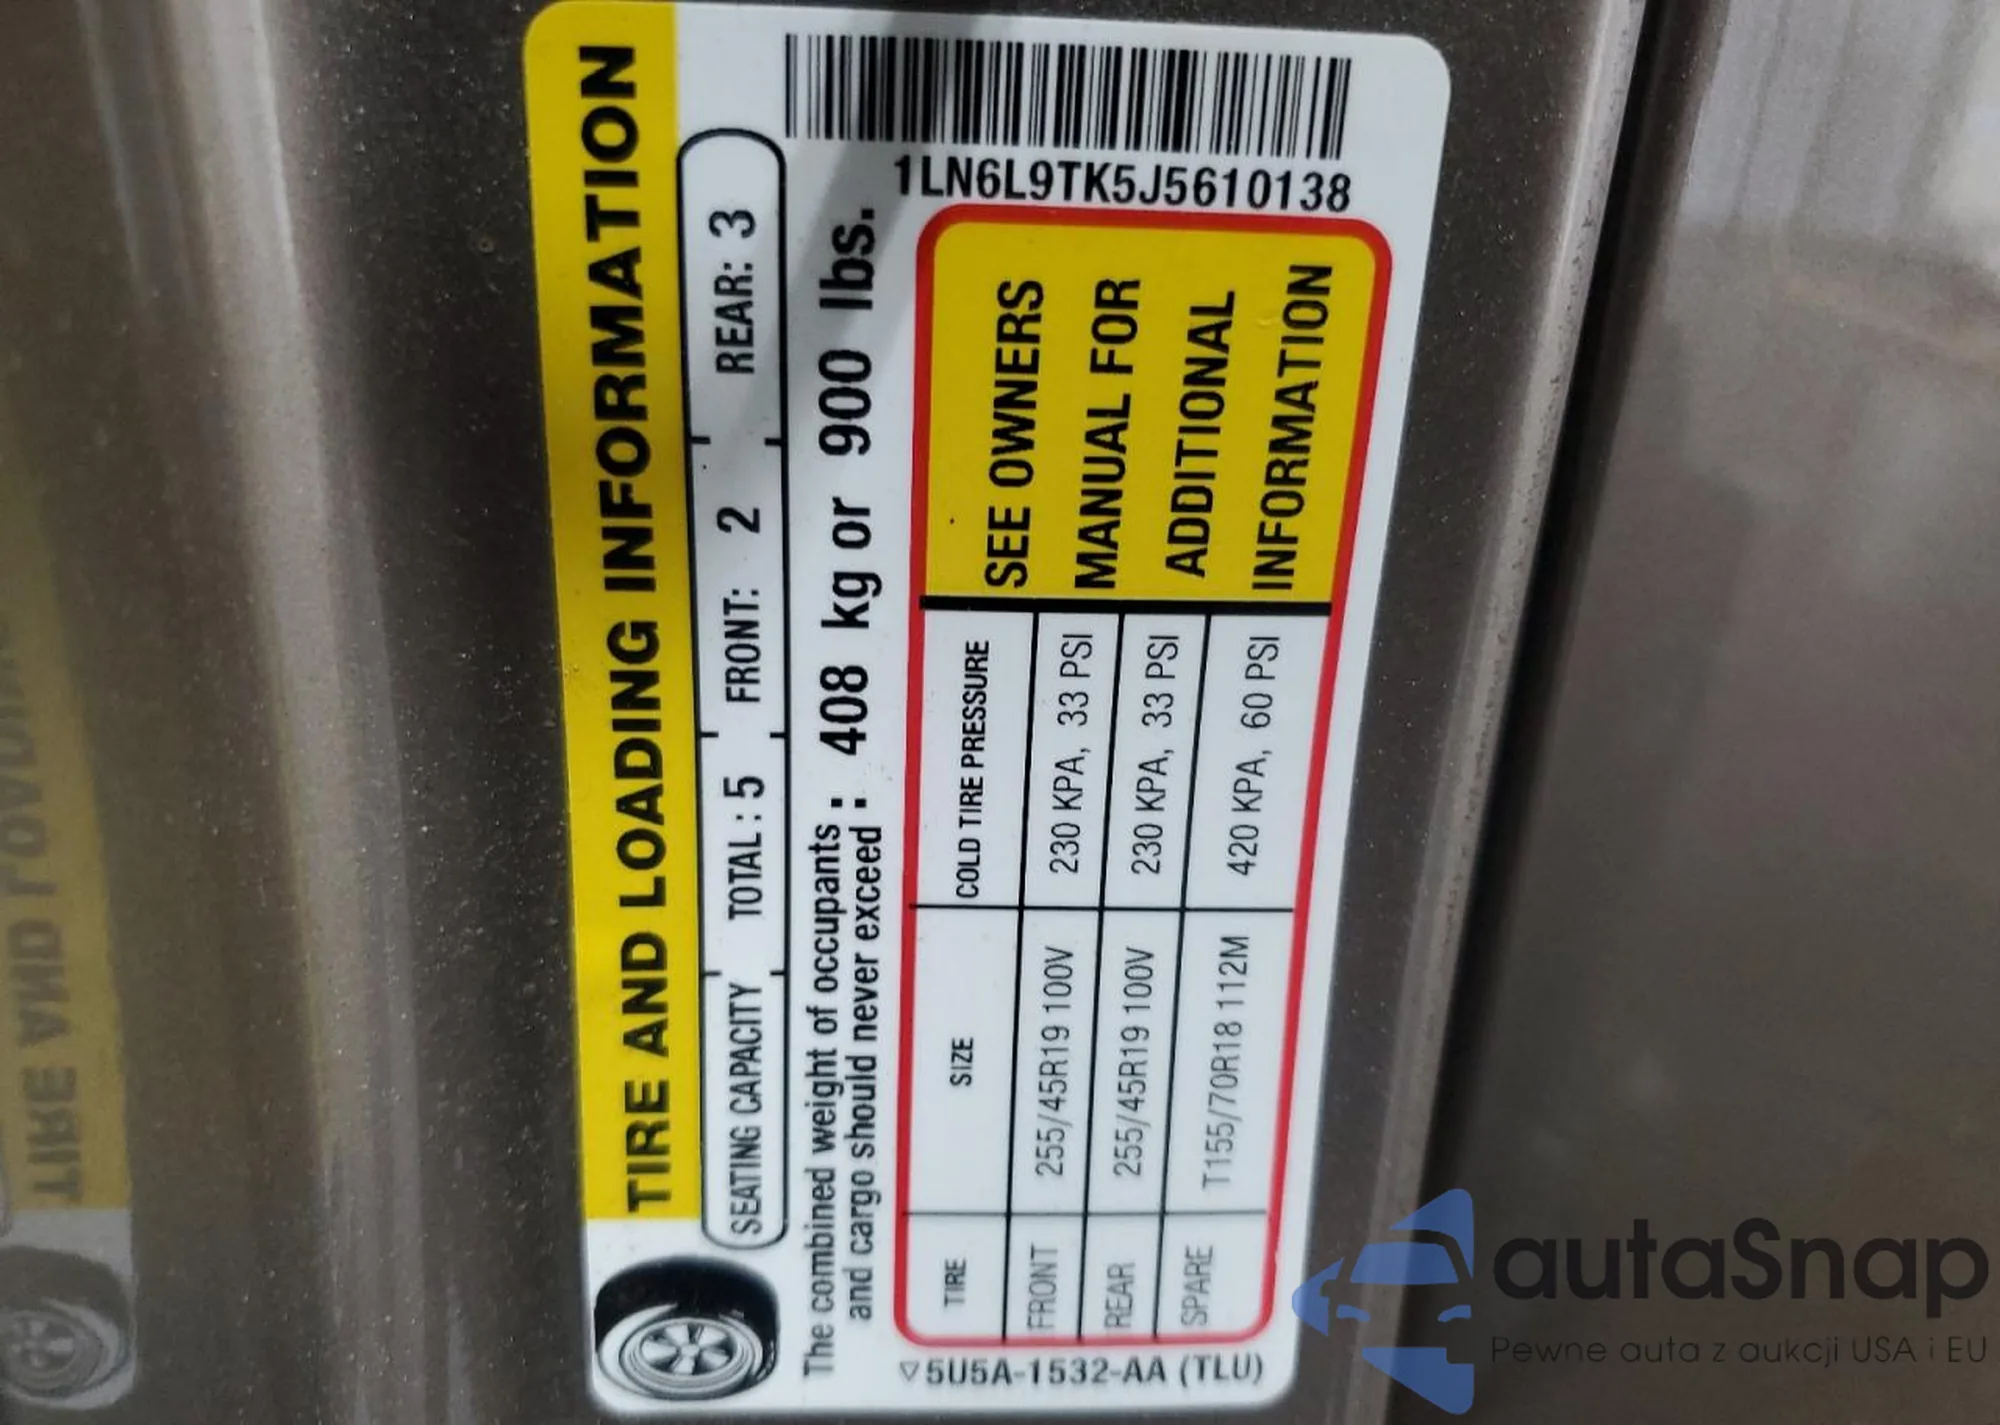 TIRE AND LOADING INFORMATION
SEATING CAPACITY TOTAL: 5 FRONT: 2 REAR: 3
The combined weight of occupants :
and cargo should never exceed : 408 kg or 900 lbs.
1LN6L9TK5J5610138
TIRE SIZE COLD TIRE PRESSURE
FRONT 255/45R19 100V 230 KPA, 33 PSI
REAR 255/45R19 100V 230 KPA, 33 PSI
SPARE T155/70R18 112M 420 KPA, 60 PSI
SEE OWNERS
MANUAL FOR
ADDITIONAL
INFORMATION
▽5U5A-1532-AA (TLU)
autaSnap
Pewne auta z aukcji USA i EU